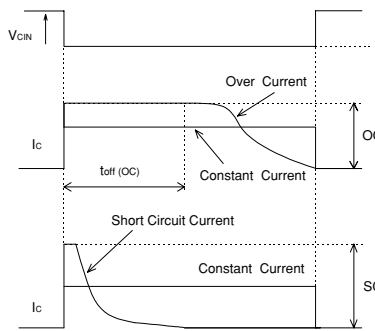 VCIN
Over Current
IC
OC
Constant Current
toff (OC)
Short Circuit Current
Constant Current
SC
IC